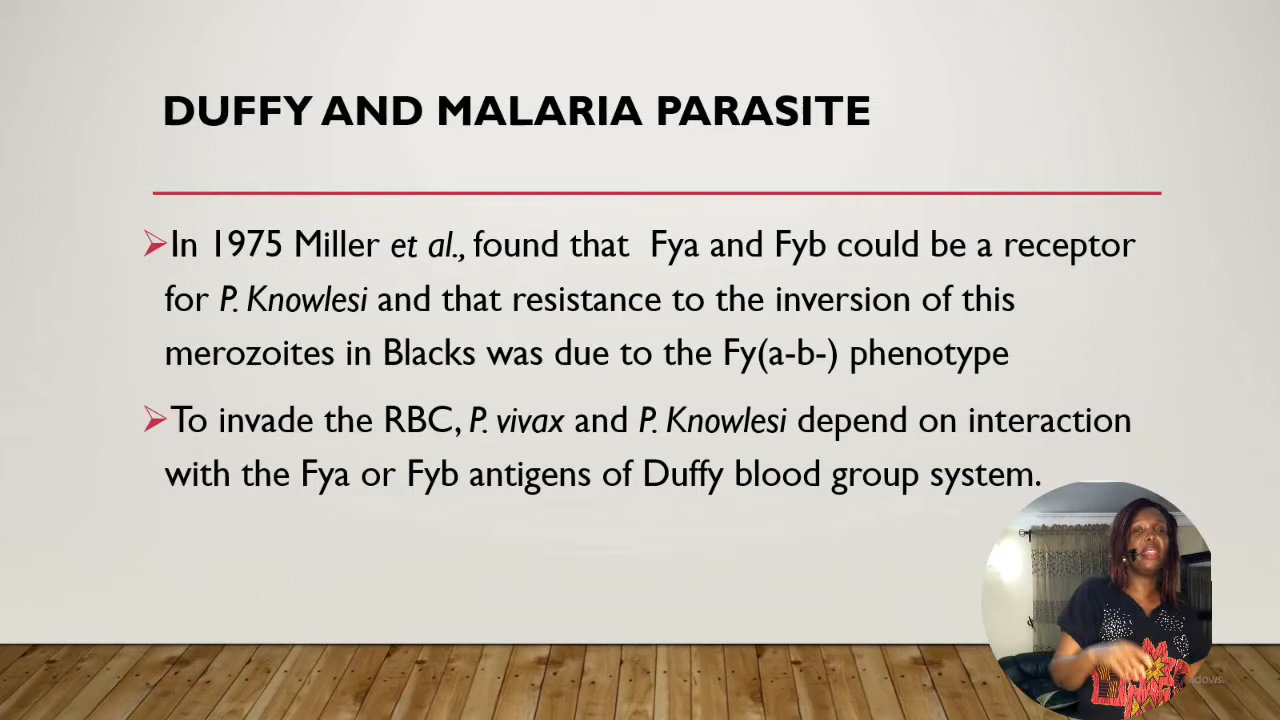 DUFFY AND MALARIA PARASITE
In 1975 Miller et al., found that Fya and Fyb could be a receptor
for P. Knowlesi and that resistance to the inversion of this
merozoites in Blacks was due to the Fy(a-b-) phenotype
To invade the RBC, P. vivax and P. Knowlesi depend on interaction
with the Fya or Fyb antigens of Duffy blood group system.